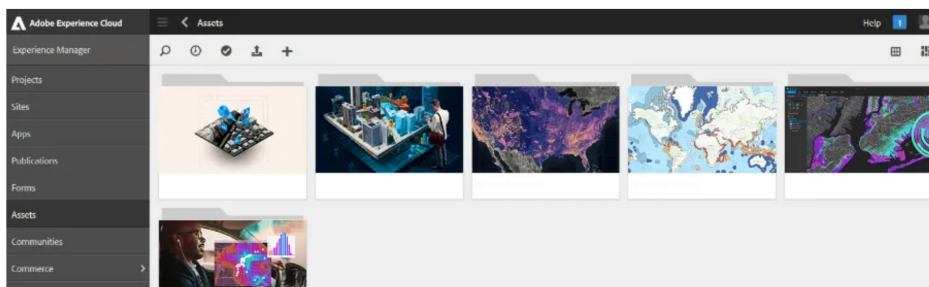 Adobe Experience Cloud
Assets
Help
1
Experience Manager
Projects
Sites
Apps
Publications
Forms
Assets
Communities
Commerce